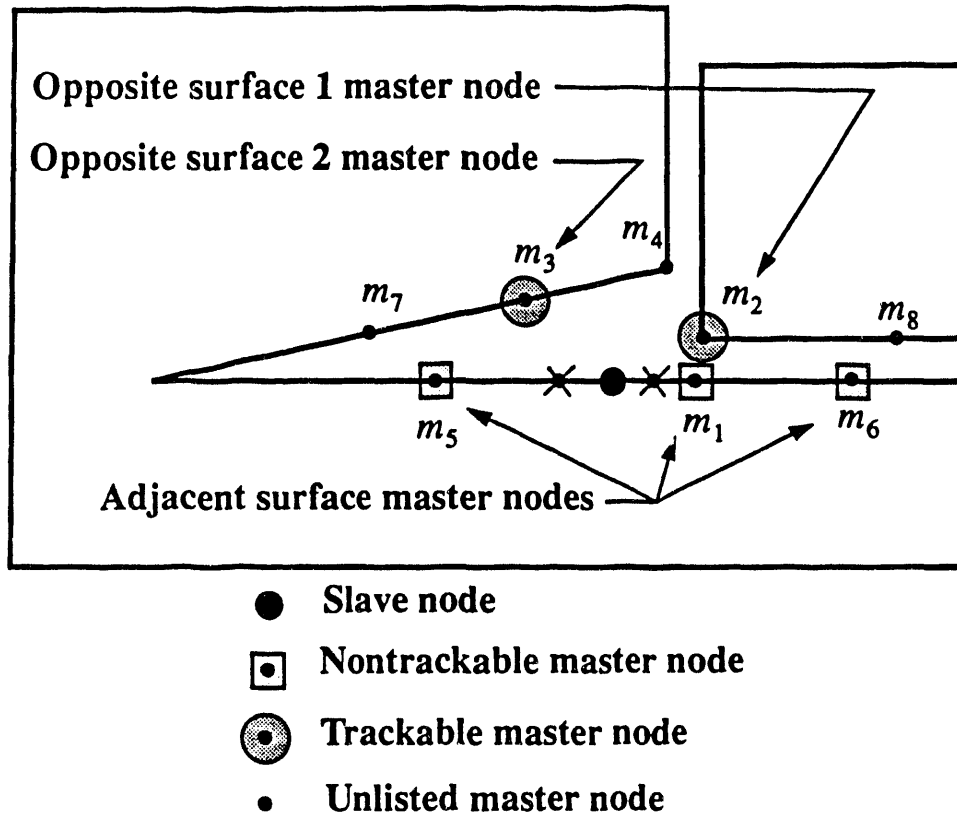 Opposite surface 1 master node
Opposite surface 2 master node
m4
m3
m2
m7
m8
m5
m1
m6
Adjacent surface master nodes
Slave node
Nontrackable master node
Trackable master node
Unlisted master node